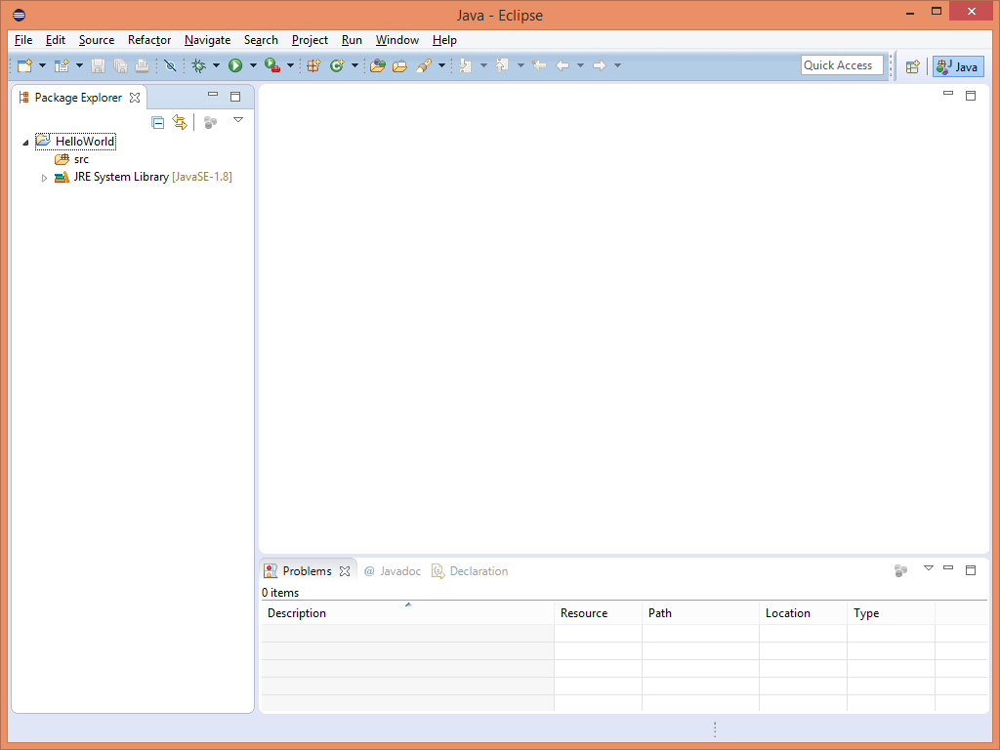 Java - Eclipse
File Edit Source Refactor Navigate Search Project Run Window Help
Quick Access Java
Package Explorer
HelloWorld
src
JRE System Library [JavaSE-1.8]
Problems @ Javadoc Declaration
0 items
Description Resource Path Location Type